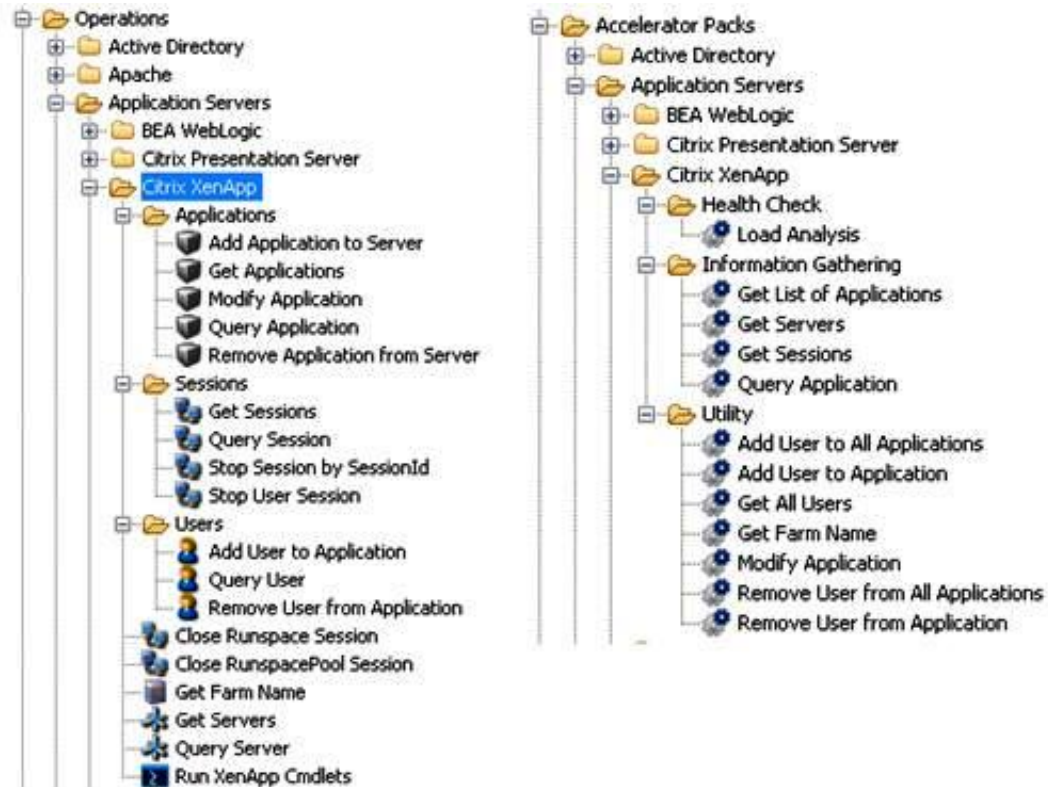 Operations
Active Directory
Apache
Application Servers
BEA WebLogic
Citrix Presentation Server
Citrix XenApp
Applications
Add Application to Server
Get Applications
Modify Application
Query Application
Remove Application from Server
Sessions
Get Sessions
Query Session
Stop Session by SessionId
Stop User Session
Users
Add User to Application
Query User
Remove User from Application
Close Runspace Session
Close RunspacePool Session
Get Farm Name
Get Servers
Query Server
Run XenApp Cmdlets
Accelerator Packs
Active Directory
Application Servers
BEA WebLogic
Citrix Presentation Server
Citrix XenApp
Health Check
Load Analysis
Information Gathering
Get List of Applications
Get Servers
Get Sessions
Query Application
Utility
Add User to All Applications
Add User to Application
Get All Users
Get Farm Name
Modify Application
Remove User from All Applications
Remove User from Application